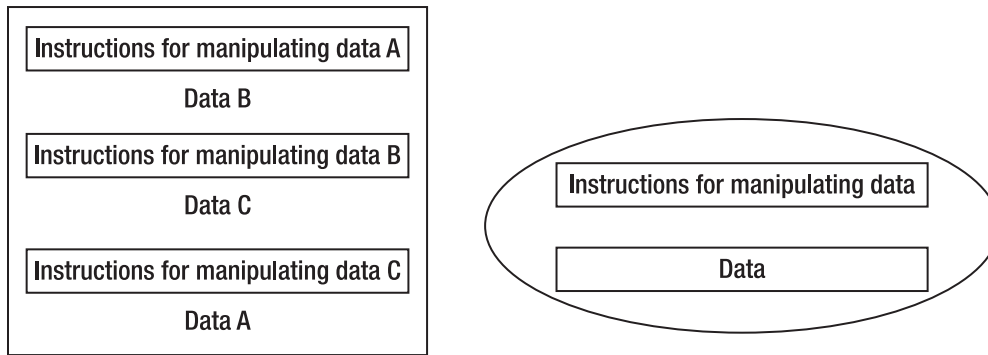 Instructions for manipulating data A
Data B
Instructions for manipulating data B
Data C
Instructions for manipulating data C
Data A
Instructions for manipulating data
Data